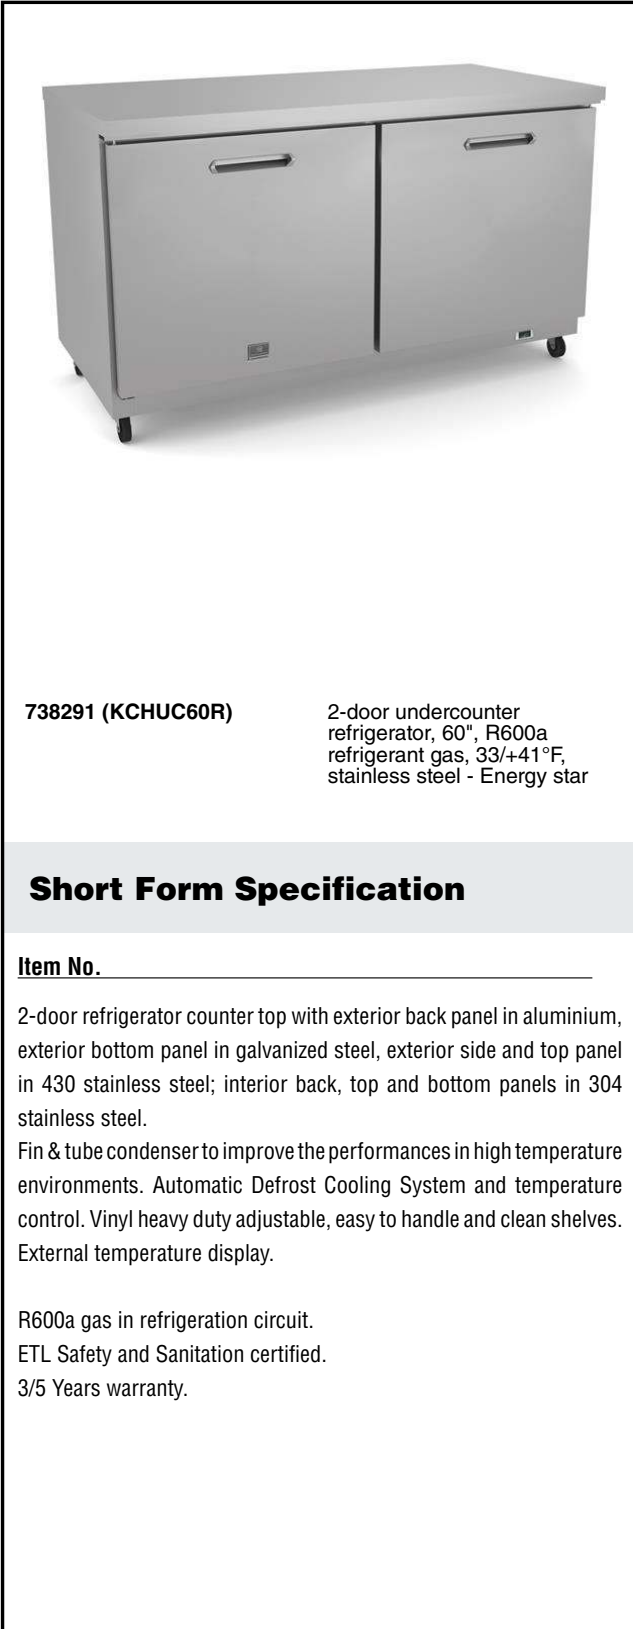 738291 (KCHUC60R)
2-door undercounter
refrigerator, 60", R600a
refrigerant gas, 33/+41°F,
stainless steel - Energy star
Short Form Specification
Item No.
2-door refrigerator counter top with exterior back panel in aluminium,
exterior bottom panel in galvanized steel, exterior side and top panel
in 430 stainless steel; interior back, top and bottom panels in 304
stainless steel.
Fin & tube condenser to improve the performances in high temperature
environments. Automatic Defrost Cooling System and temperature
control. Vinyl heavy duty adjustable, easy to handle and clean shelves.
External temperature display.
R600a gas in refrigeration circuit.
ETL Safety and Sanitation certified.
3/5 Years warranty.